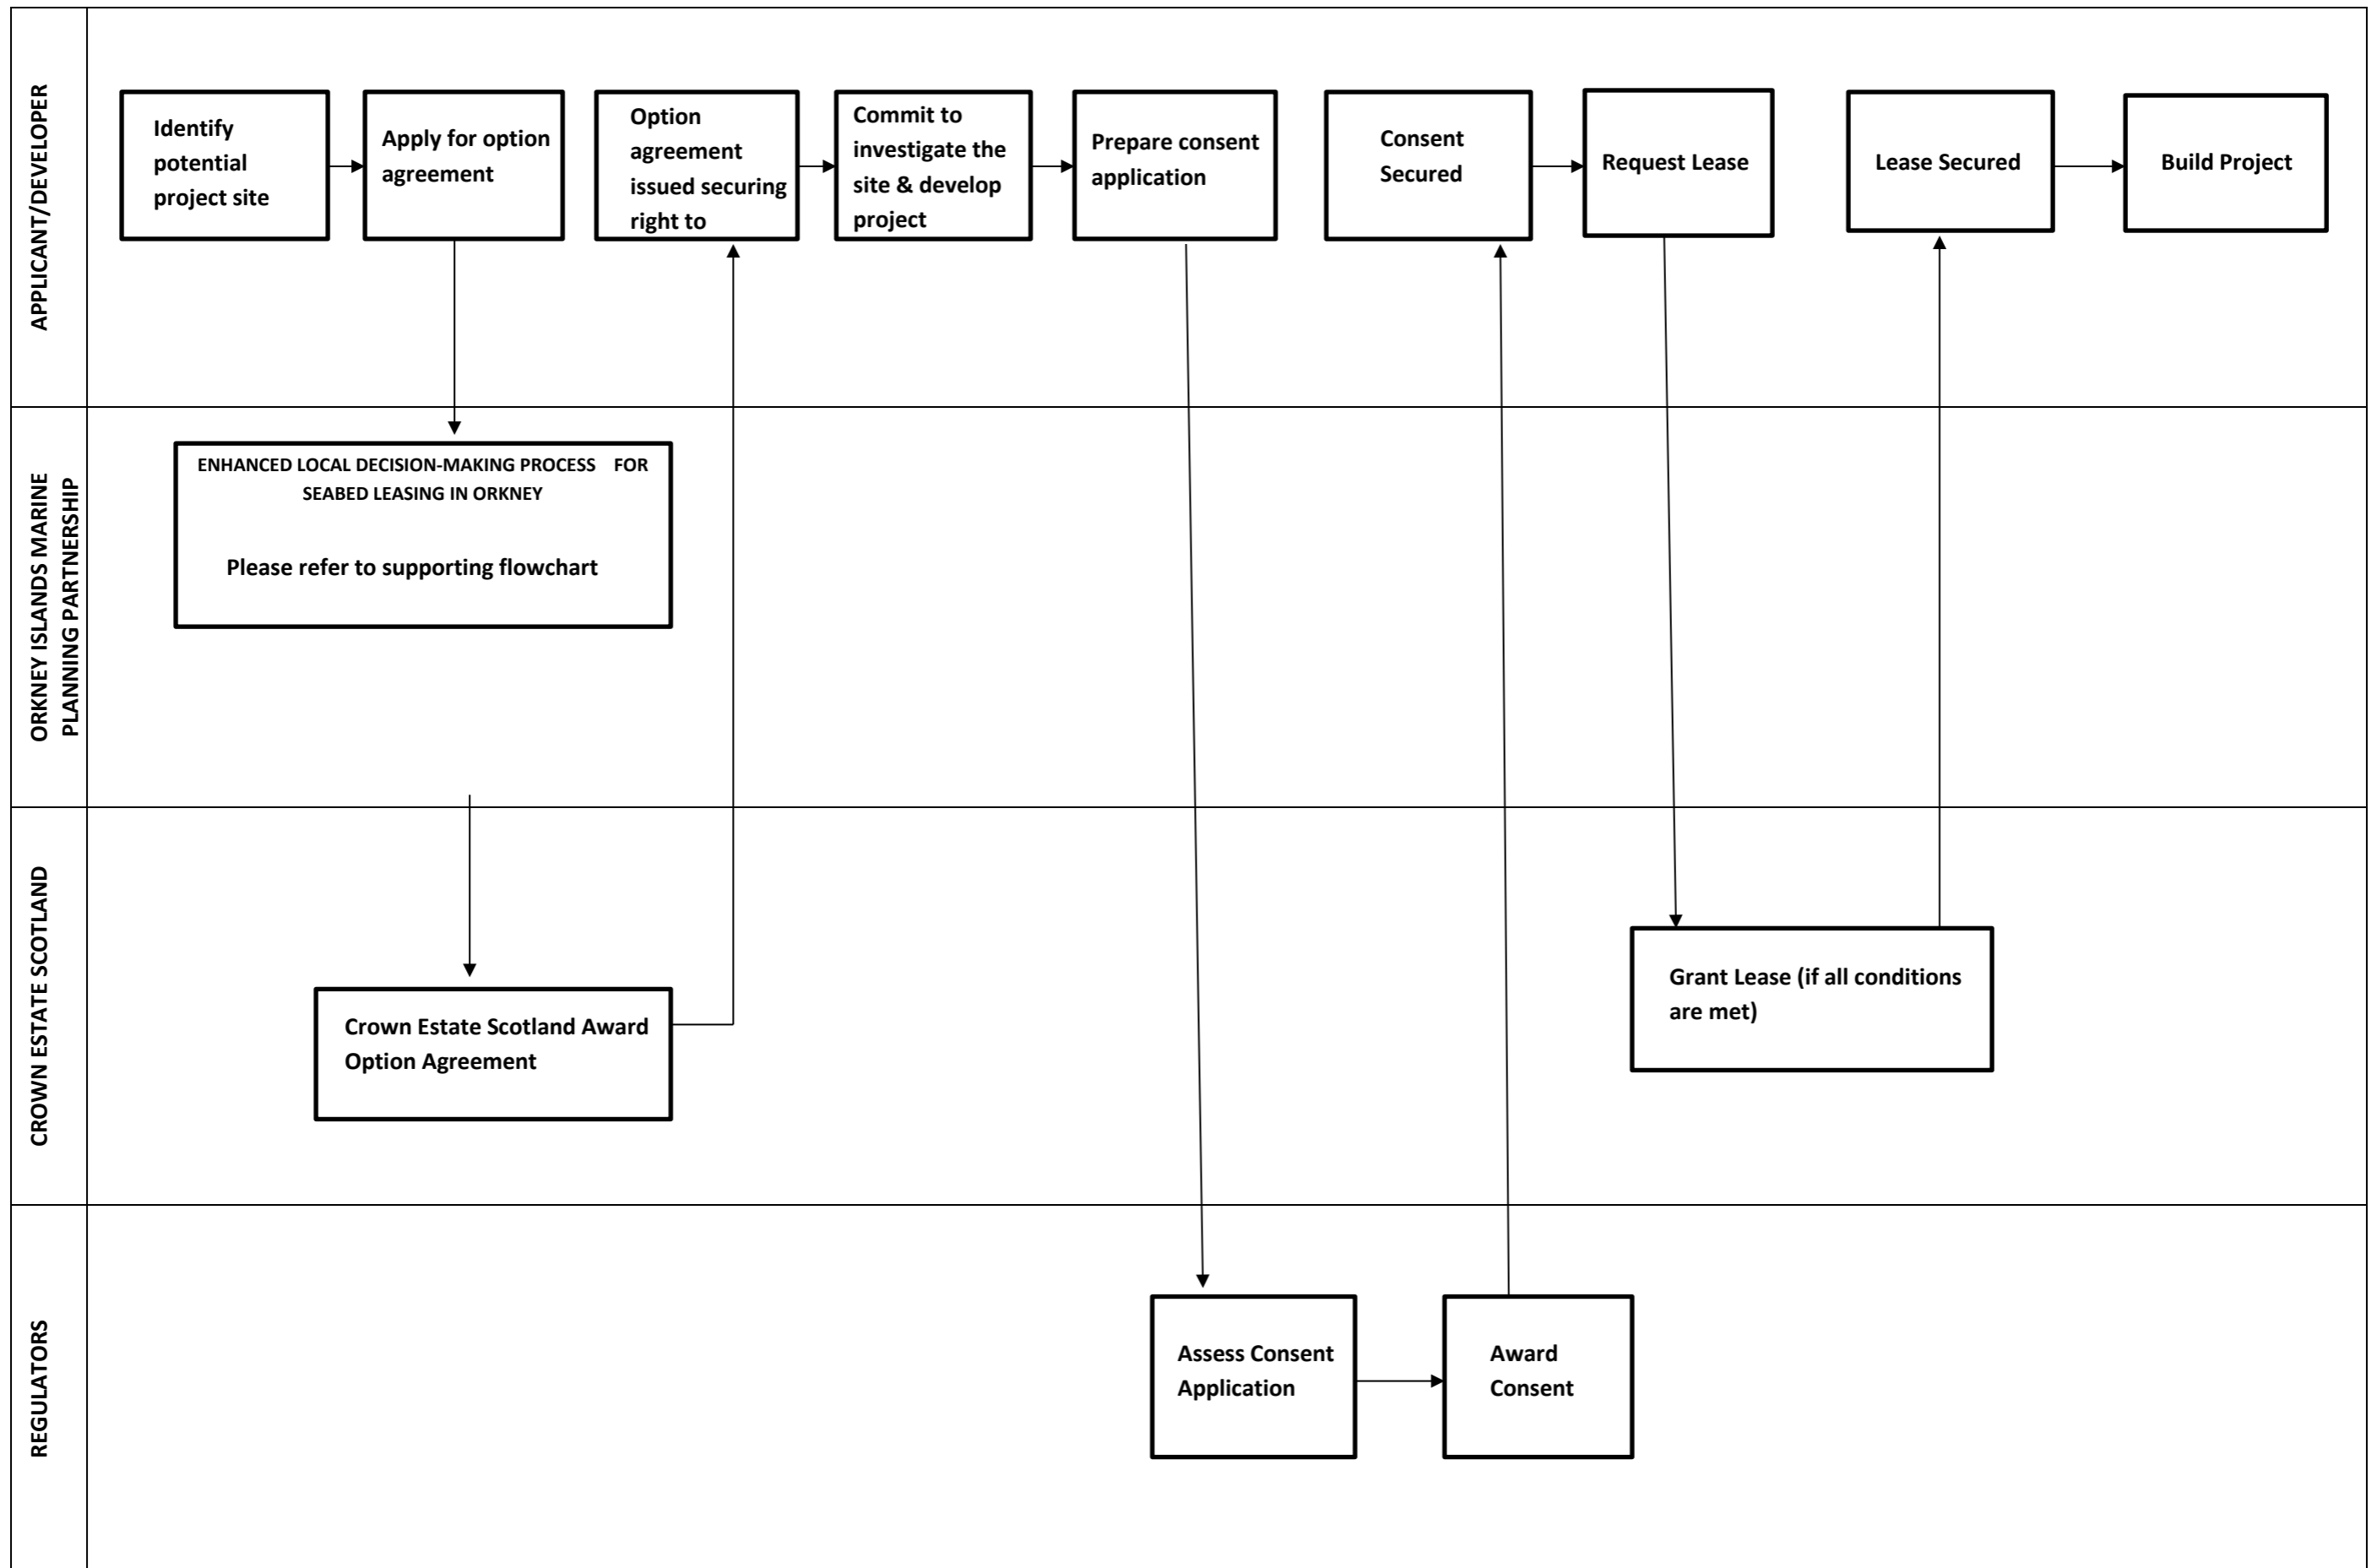 APPLICANT/DEVELOPER
Identify
potential
project site
Apply for option
agreement
Option
agreement
issued securing
right to
Commit to
investigate the
site & develop
project
Prepare consent
application
Consent
Secured
Request Lease
Lease Secured
Build Project
ORKNEY ISLANDS MARINE
PLANNING PARTNERSHIP
ENHANCED LOCAL DECISION-MAKING PROCESS FOR
SEABED LEASING IN ORKNEY
Please refer to supporting flowchart
CROWN ESTATE SCOTLAND
Crown Estate Scotland Award
Option Agreement
Grant Lease (if all conditions
are met)
REGULATORS
Assess Consent
Application
Award
Consent